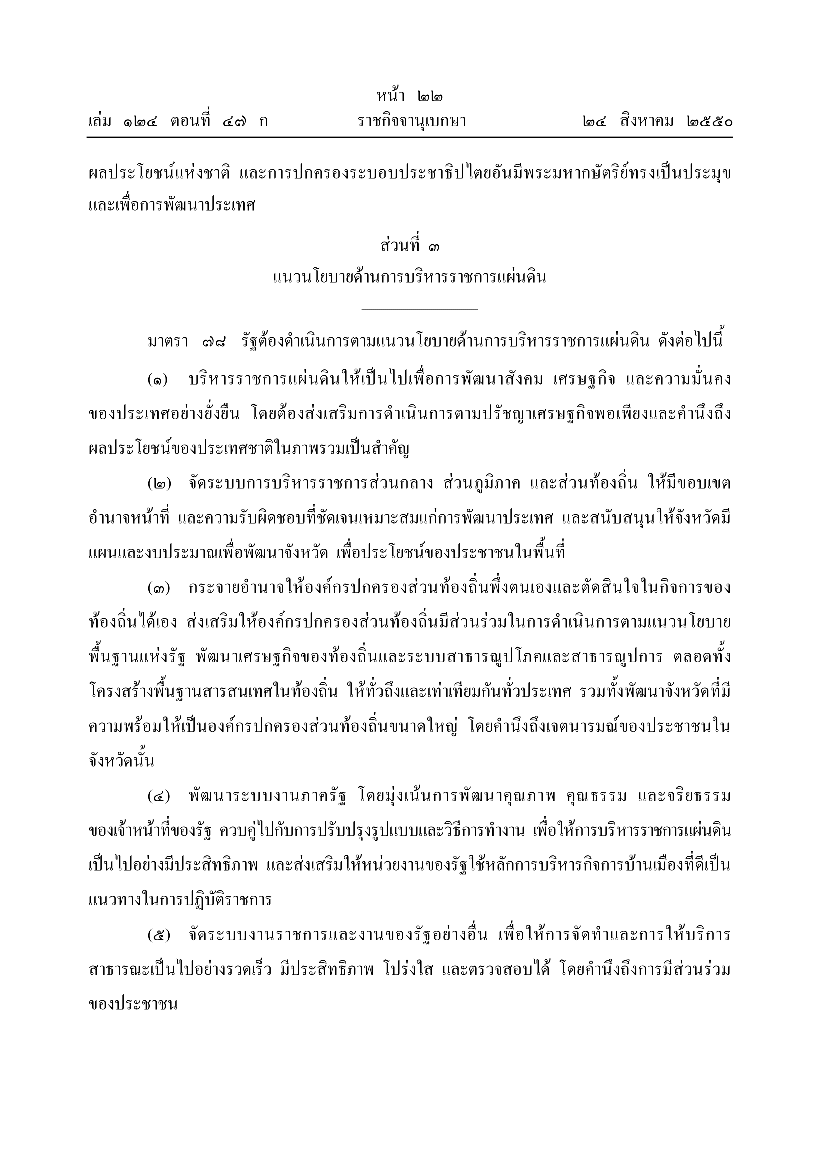 หน้า ๒๒
เล่ม ๑๒๔ ตอนที่ ๔๗ ก ราชกิจจานุเบกษา ๒๔ สิงหาคม ๒๕๕๐
ผลประโยชน์แห่งชาติ และการปกครองระบอบประชาธิปไตยอันมีพระมหากษัตริย์ทรงเป็นประมุข
และเพื่อการพัฒนาประเทศ
ส่วนที่ ๓
แนวนโยบายด้านการบริหารราชการแผ่นดิน
มาตรา ๗๘ รัฐต้องดำเนินการตามแนวนโยบายด้านการบริหารราชการแผ่นดิน ดังต่อไปนี้
(๑) บริหารราชการแผ่นดินให้เป็นไปเพื่อการพัฒนาสังคม เศรษฐกิจ และความมั่นคง
ของประเทศอย่างยั่งยืน โดยต้องส่งเสริมการดำเนินการตามปรัชญาเศรษฐกิจพอเพียงและคำนึงถึง
ผลประโยชน์ของประเทศชาติในภาพรวมเป็นสำคัญ
(๒) จัดระบบการบริหารราชการส่วนกลาง ส่วนภูมิภาค และส่วนท้องถิ่น ให้มีขอบเขต
อำนาจหน้าที่ และความรับผิดชอบที่ชัดเจนเหมาะสมแก่การพัฒนาประเทศ และสนับสนุนให้จังหวัดมี
แผนและงบประมาณเพื่อพัฒนาจังหวัด เพื่อประโยชน์ของประชาชนในพื้นที่
(๓) กระจายอำนาจให้องค์กรปกครองส่วนท้องถิ่นพึ่งตนเองและตัดสินใจในกิจการของ
ท้องถิ่นได้เอง ส่งเสริมให้องค์กรปกครองส่วนท้องถิ่นมีส่วนร่วมในการดำเนินการตามแนวนโยบาย
พื้นฐานแห่งรัฐ พัฒนาเศรษฐกิจของท้องถิ่นและระบบสาธารณูปโภคและสาธารณูปการ ตลอดทั้ง
โครงสร้างพื้นฐานสารสนเทศในท้องถิ่น ให้ทั่วถึงและเท่าเทียมกันทั่วประเทศ รวมทั้งพัฒนาจังหวัดที่มี
ความพร้อมให้เป็นองค์กรปกครองส่วนท้องถิ่นขนาดใหญ่ โดยคำนึงถึงเจตนารมณ์ของประชาชนใน
จังหวัดนั้น
(๔) พัฒนาระบบงานภาครัฐ โดยมุ่งเน้นการพัฒนาคุณภาพ คุณธรรม และจริยธรรม
ของเจ้าหน้าที่ของรัฐ ควบคู่ไปกับการปรับปรุงรูปแบบและวิธีการทำงาน เพื่อให้การบริหารราชการแผ่นดิน
เป็นไปอย่างมีประสิทธิภาพ และส่งเสริมให้หน่วยงานของรัฐใช้หลักการบริหารกิจการบ้านเมืองที่ดีเป็น
แนวทางในการปฏิบัติราชการ
(๕) จัดระบบงานราชการและงานของรัฐอย่างอื่น เพื่อให้การจัดทำและการให้บริการ
สาธารณะเป็นไปอย่างรวดเร็ว มีประสิทธิภาพ โปร่งใส และตรวจสอบได้ โดยคำนึงถึงการมีส่วนร่วม
ของประชาชน